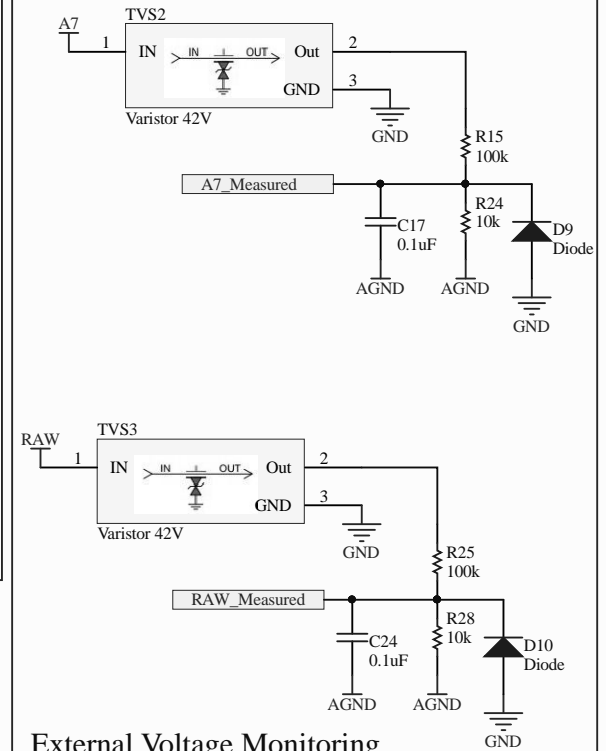 TVS2
A7
1
IN
IN
OUT
Out
2
GND
3
Varistor 42V
GND
R15
100k
A7_Measured
R24
10k
C17
0.1uF
D9
Diode
AGND
AGND
GND
TVS3
RAW
1
IN
IN
OUT
Out
2
GND
3
Varistor 42V
GND
R25
100k
RAW_Measured
R28
10k
C24
0.1uF
D10
Diode
AGND
AGND
GND
External Voltage Monitoring